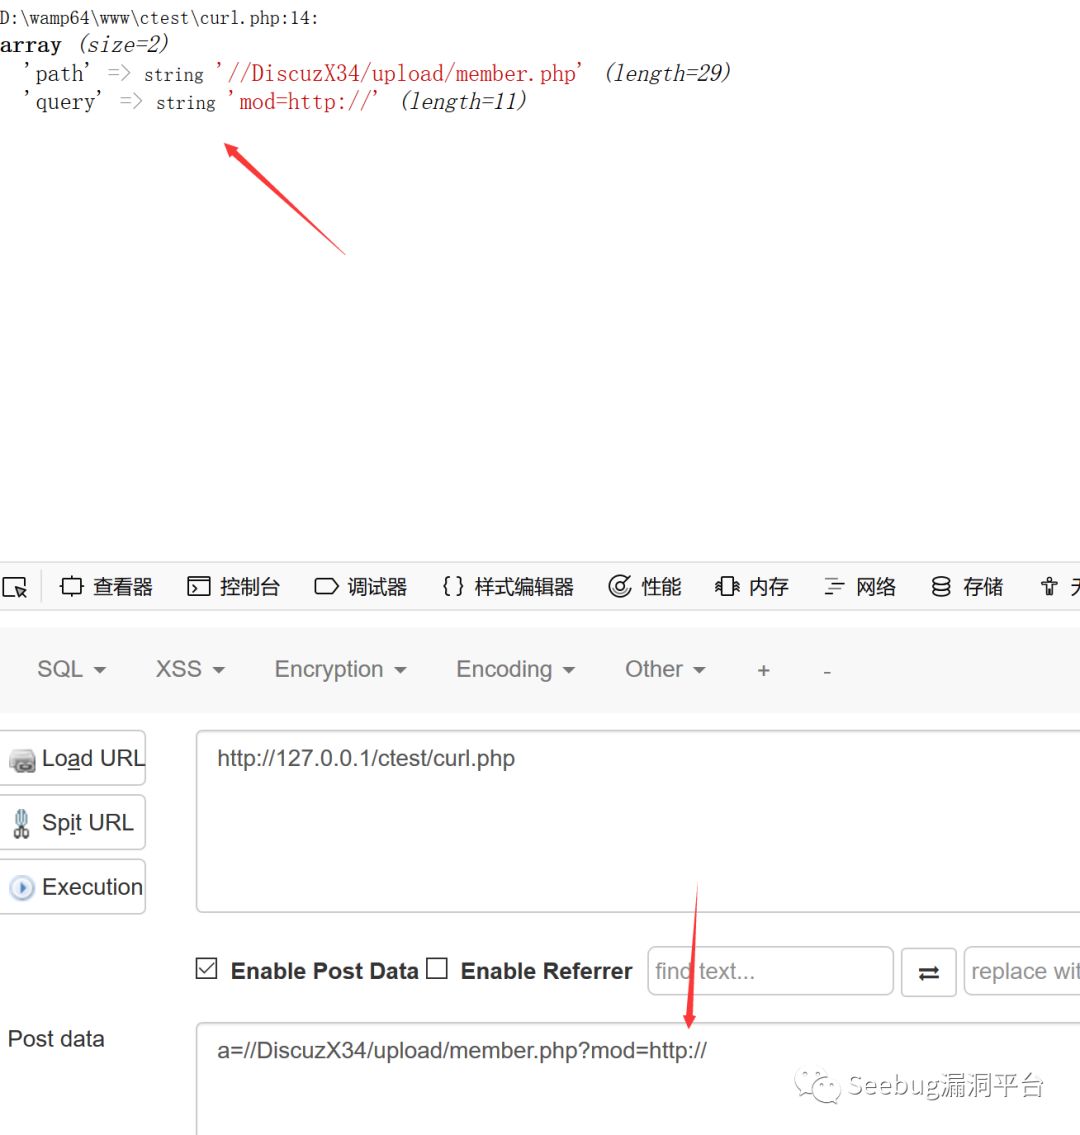 D:\wamp64\www\ctest\curl.php:14:
array (size=2)
'path' => string '//DiscuzX34/upload/member.php' (length=29)
'query' => string 'mod=http://' (length=11)
查看器 控制台 调试器 {} 样式编辑器 性能 内存 网络 存储
SQL XSS Encryption Encoding Other + -
Load URL http://127.0.0.1/ctest/curl.php
Spit URL
Execution
Enable Post Data Enable Referrer find text... replace wit
Post data a=//DiscuzX34/upload/member.php?mod=http://
Seebug漏洞平台